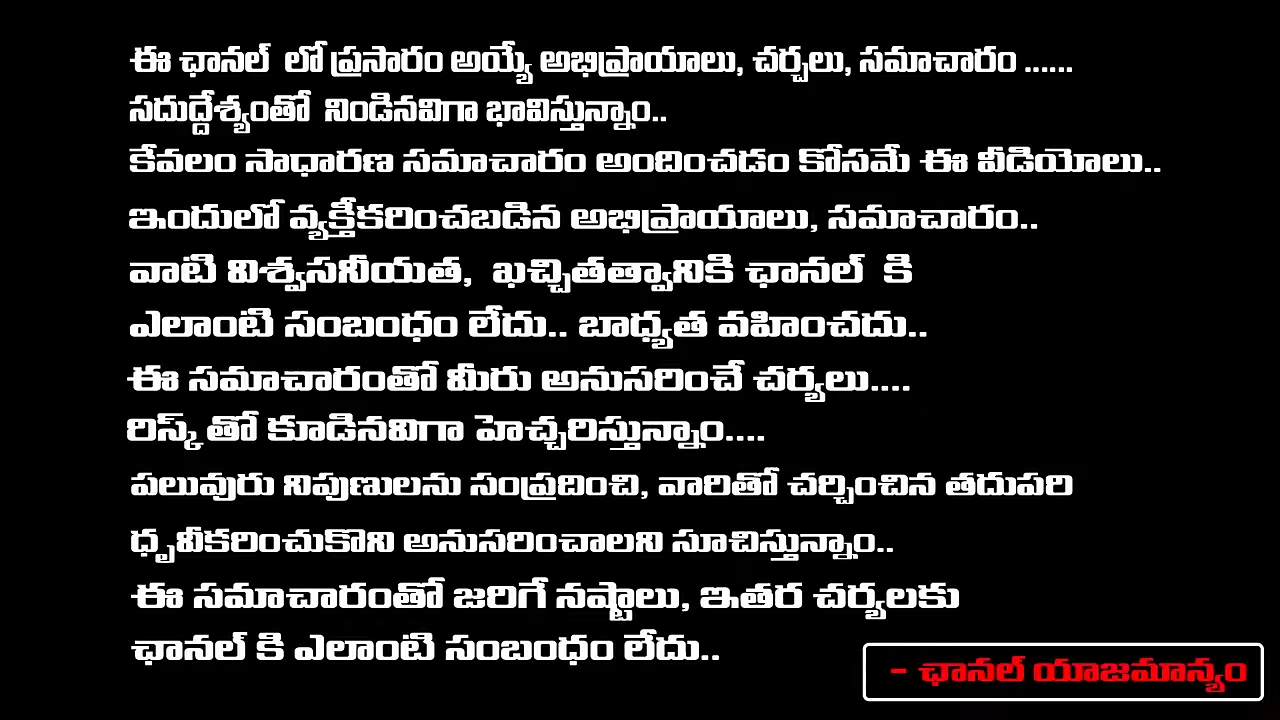 ఈ ఛానల్ లో ప్రసారం అయ్యే అభిప్రాయాలు, చర్చలు, సమాచారం ......
సదుద్దేశ్యంతో నిండినవిగా భావిస్తున్నాం..
కేవలం సాధారణ సమాచారం అందించడం కోసమే ఈ వీడియోలు..
ఇందులో వ్యక్తీకరించబడిన అభిప్రాయాలు, సమాచారం..
వాటి విశ్వసనీయత, ఖచ్చితత్వానికి ఛానల్ కి
ఎలాంటి సంబంధం లేదు.. బాధ్యత వహించదు..
ఈ సమాచారంతో మీరు అనుసరించే చర్యలు....
రిస్క్ తో కూడినవిగా హెచ్చరిస్తున్నాం....
పలువురు నిపుణులను సంప్రదించి, వారితో చర్చించిన తదుపరి
ధృవీకరించుకొని అనుసరించాలని సూచిస్తున్నాం..
ఈ సమాచారంతో జరిగే నష్టాలు, ఇతర చర్యలకు
ఛానల్ కి ఎలాంటి సంబంధం లేదు..
- ఛానల్ యాజమాన్యం